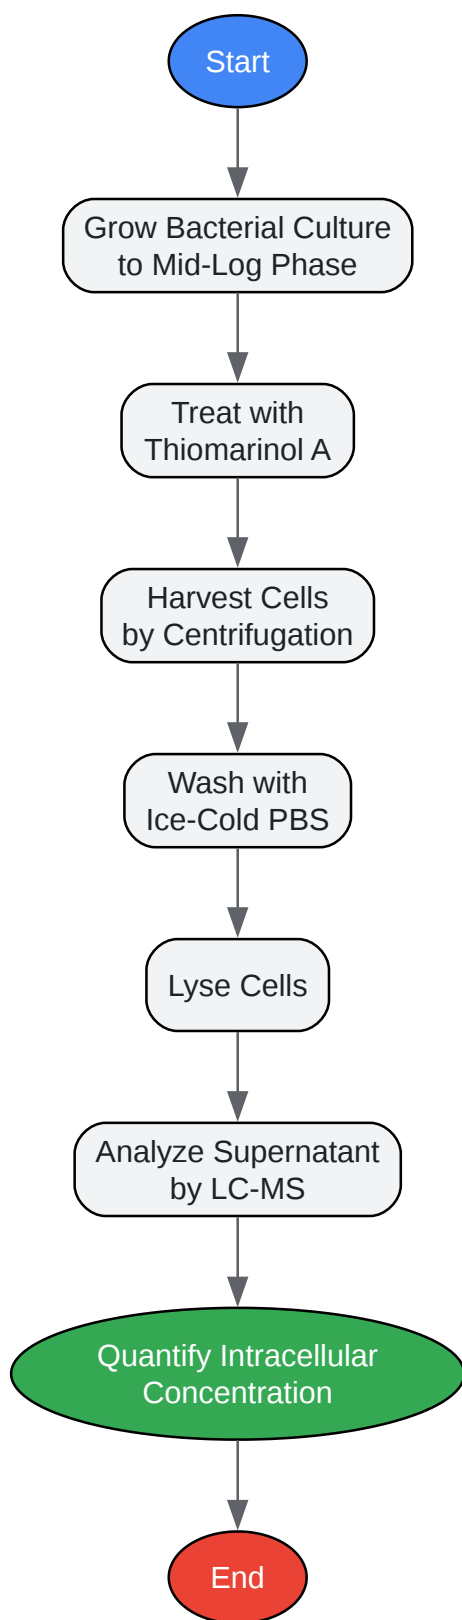 Start
Grow Bacterial Culture
to Mid-Log Phase
Treat with
Thiomarinol A
Harvest Cells
by Centrifugation
Wash with
Ice-Cold PBS
Lyse Cells
Analyze Supernatant
by LC-MS
Quantify Intracellular
Concentration
End